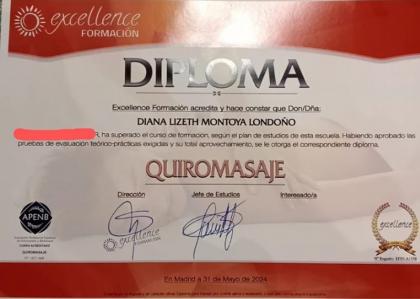 excellence
FORMACIÓN
DIPLOMA
Excellence Formación acredita y hace constar que Don/Dña:
DIANA LIZETH MONTOYA LONDOÑO
ha superado el curso de formación, según el plan de estudios de esta escuela. Habiendo aprobado las
pruebas de evaluación teórico-prácticas exigidas y su total aprovechamiento, se le otorga el correspondiente diploma.
QUIROMASAJE
Dirección Jefe de Estudios Interesado/a
APENB
QUIROMASAJE
excellence
excellence
En Madrid a 31 de Mayo de 2024